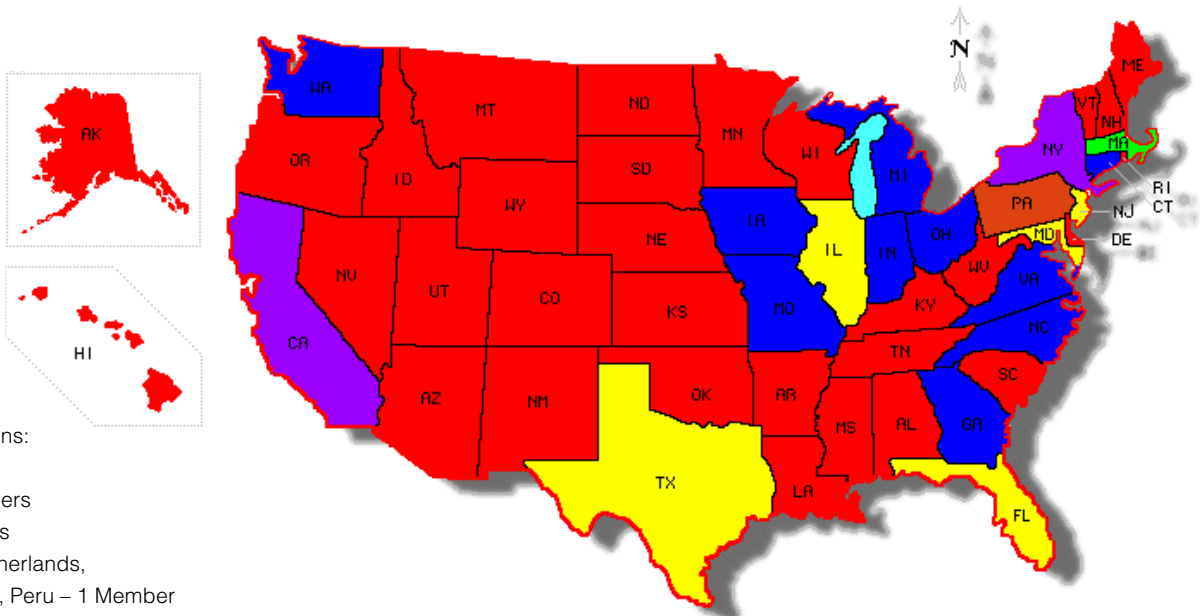 N
WA
MT
ND
MN
ME
VT
NH
AK
OR
ID
SD
WI
MI
NY
MA
WY
IA
PA
RI
CT
NJ
NE
IL
IN
OH
MD
DE
NV
UT
CO
KS
MO
WV
VA
KY
HI
CA
NC
TN
AZ
NM
OK
AR
SC
MS
AL
GA
TX
LA
FL
ns:
ers
s
herlands,
, Peru – 1 Member